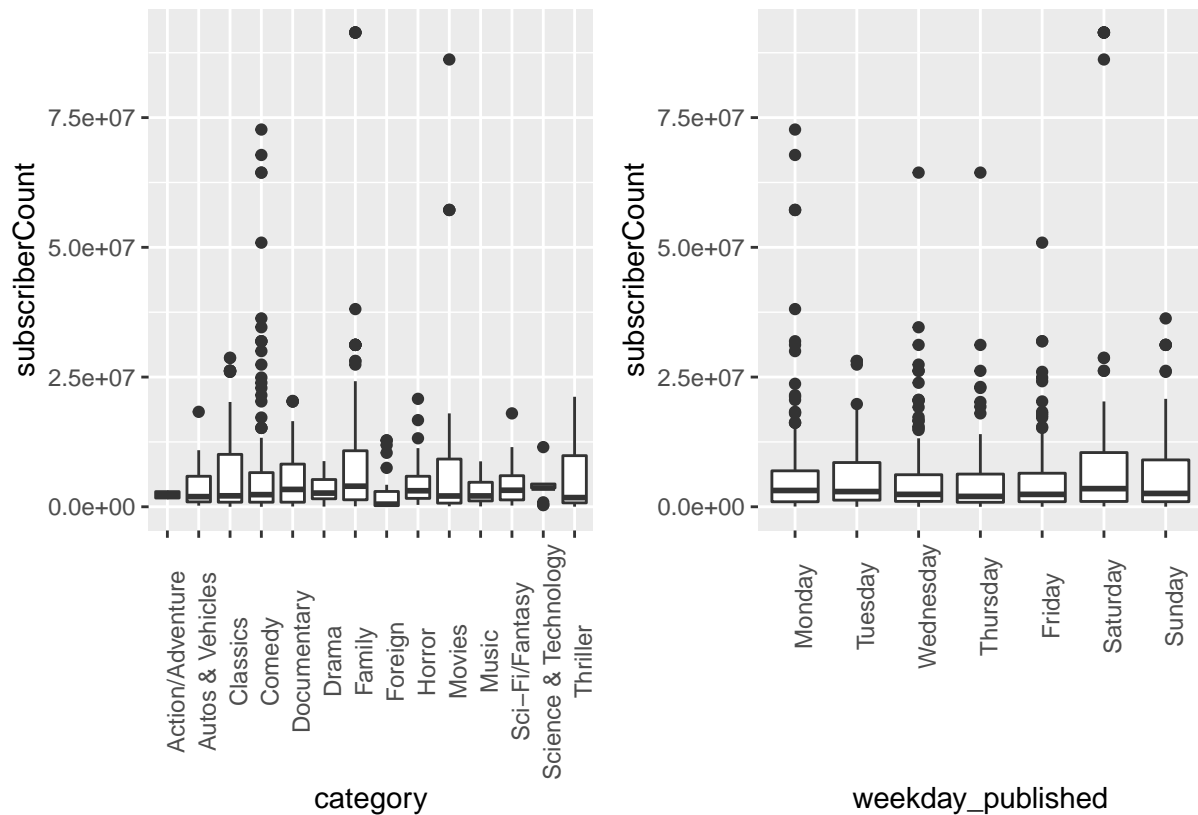 subscriberCount
7.5e+07
5.0e+07
2.5e+07
0.0e+00
Action/Adventure
Autos & Vehicles
Classics
Comedy
Documentary
Drama
Family
Foreign
Horror
Movies
Music
Sci−Fi/Fantasy
Science & Technology
Thriller
category
subscriberCount
7.5e+07
5.0e+07
2.5e+07
0.0e+00
Monday
Tuesday
Wednesday
Thursday
Friday
Saturday
Sunday
weekday_published